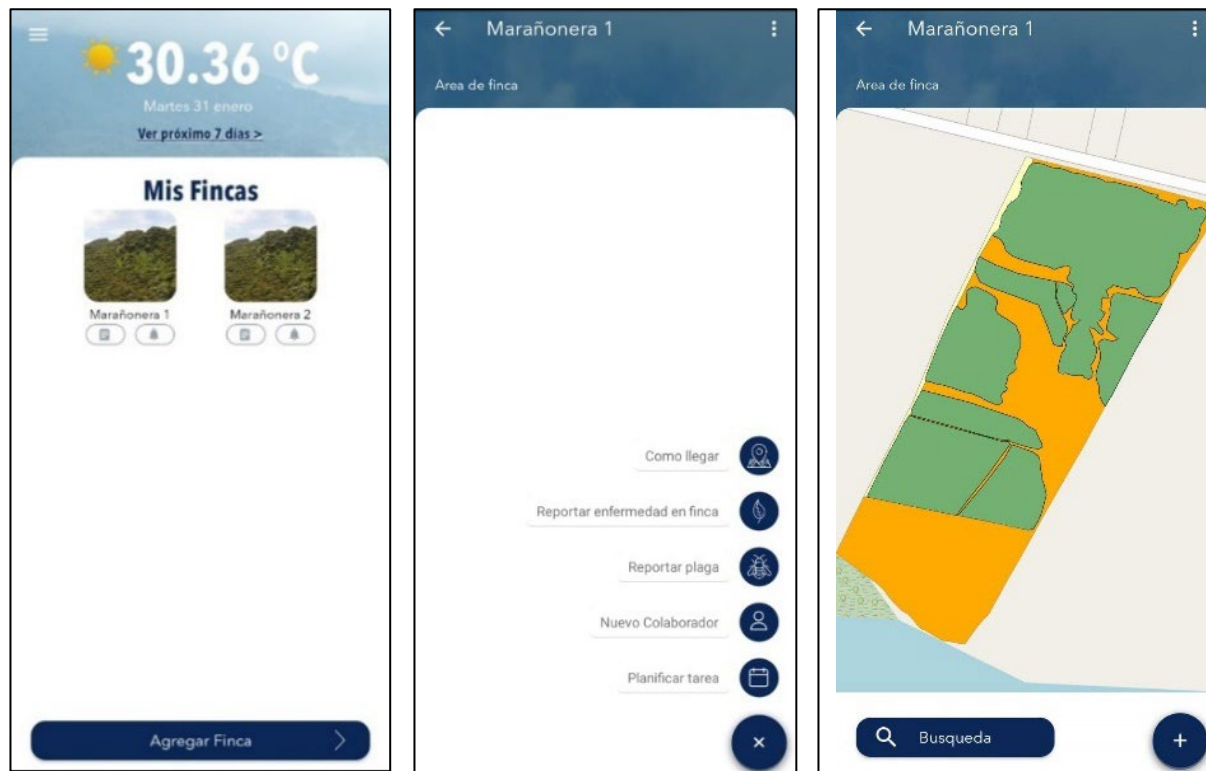 30.36 ºC
Martes 31 enero
Ver próximo 7 días >
Mis Fincas
Marañonera 1
Marañonera 2
Agregar Finca
Marañonera 1
Area de finca
Como llegar
Reportar enfermedad en finca
Reportar plaga
Nuevo Colaborador
Planificar tarea
Marañonera 1
Area de finca
Busqueda